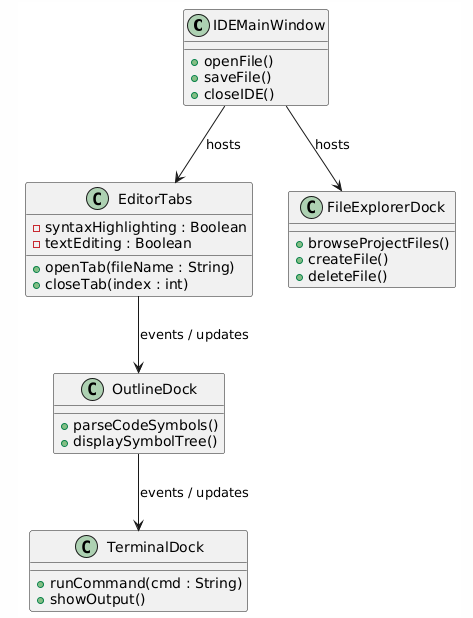 C IDEMainWindow
openFile()
saveFile()
closeIDE()
hosts
hosts
C EditorTabs
syntaxHighlighting : Boolean
textEditing : Boolean
openTab(fileName : String)
closeTab(index : int)
C FileExplorerDock
browseProjectFiles()
createFile()
deleteFile()
events / updates
C OutlineDock
parseCodeSymbols()
displaySymbolTree()
events / updates
C TerminalDock
runCommand(cmd : String)
showOutput()